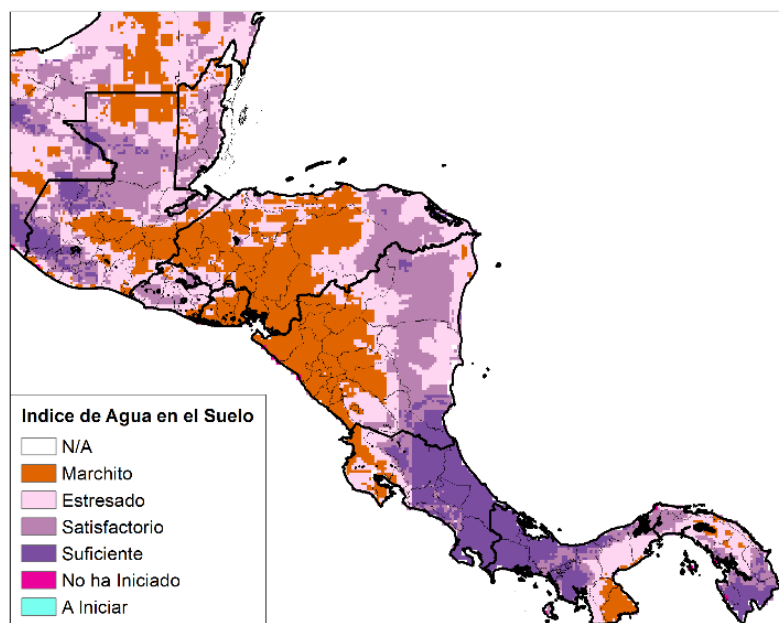 Indice de Agua en el Suelo
N/A
Marchito
Estresado
Satisfactorio
Suficiente
No ha Iniciado
A Iniciar